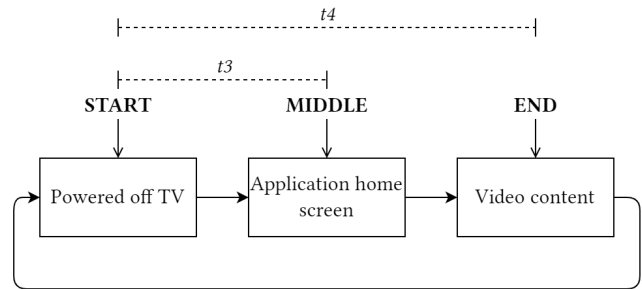 t4
t3
START
MIDDLE
END
Powered off TV
Application home
screen
Video content